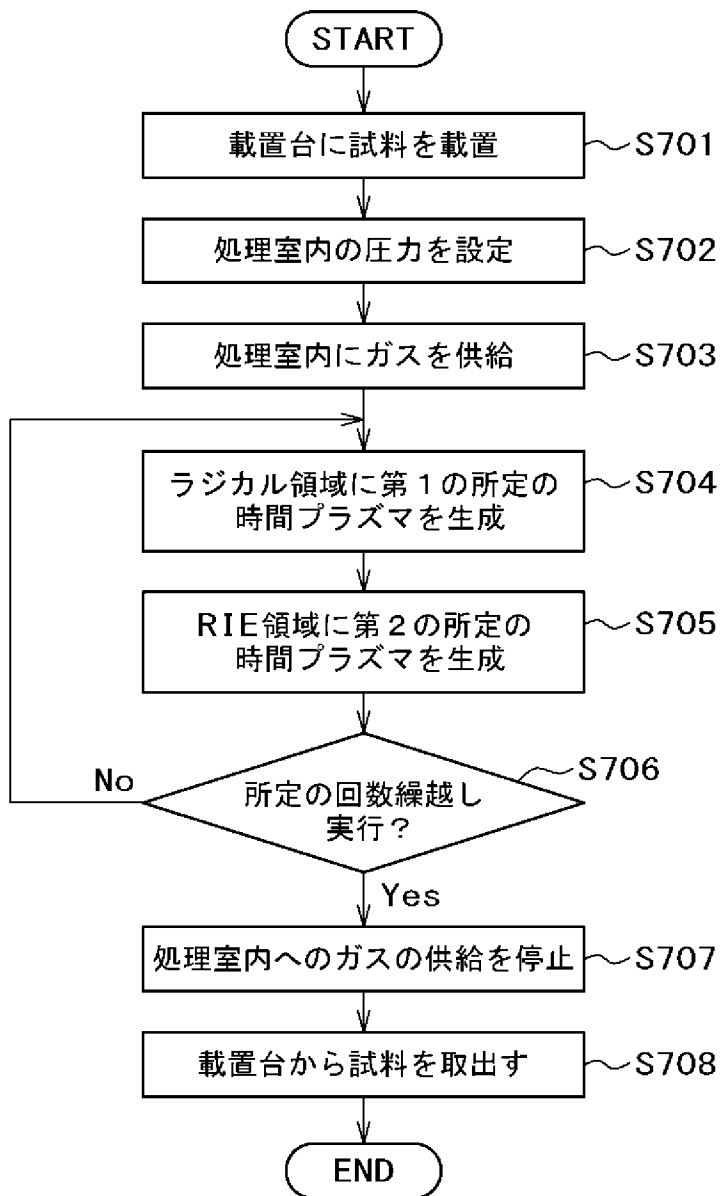 START
載置台に試料を載置
S701
処理室内の圧力を設定
S702
処理室内にガスを供給
S703
ラジカル領域に第1の所定の
時間プラズマを生成
S704
RIE領域に第2の所定の
時間プラズマを生成
S705
所定の回数繰越し
実行?
S706
No
Yes
処理室内へのガスの供給を停止
S707
載置台から試料を取出す
S708
END